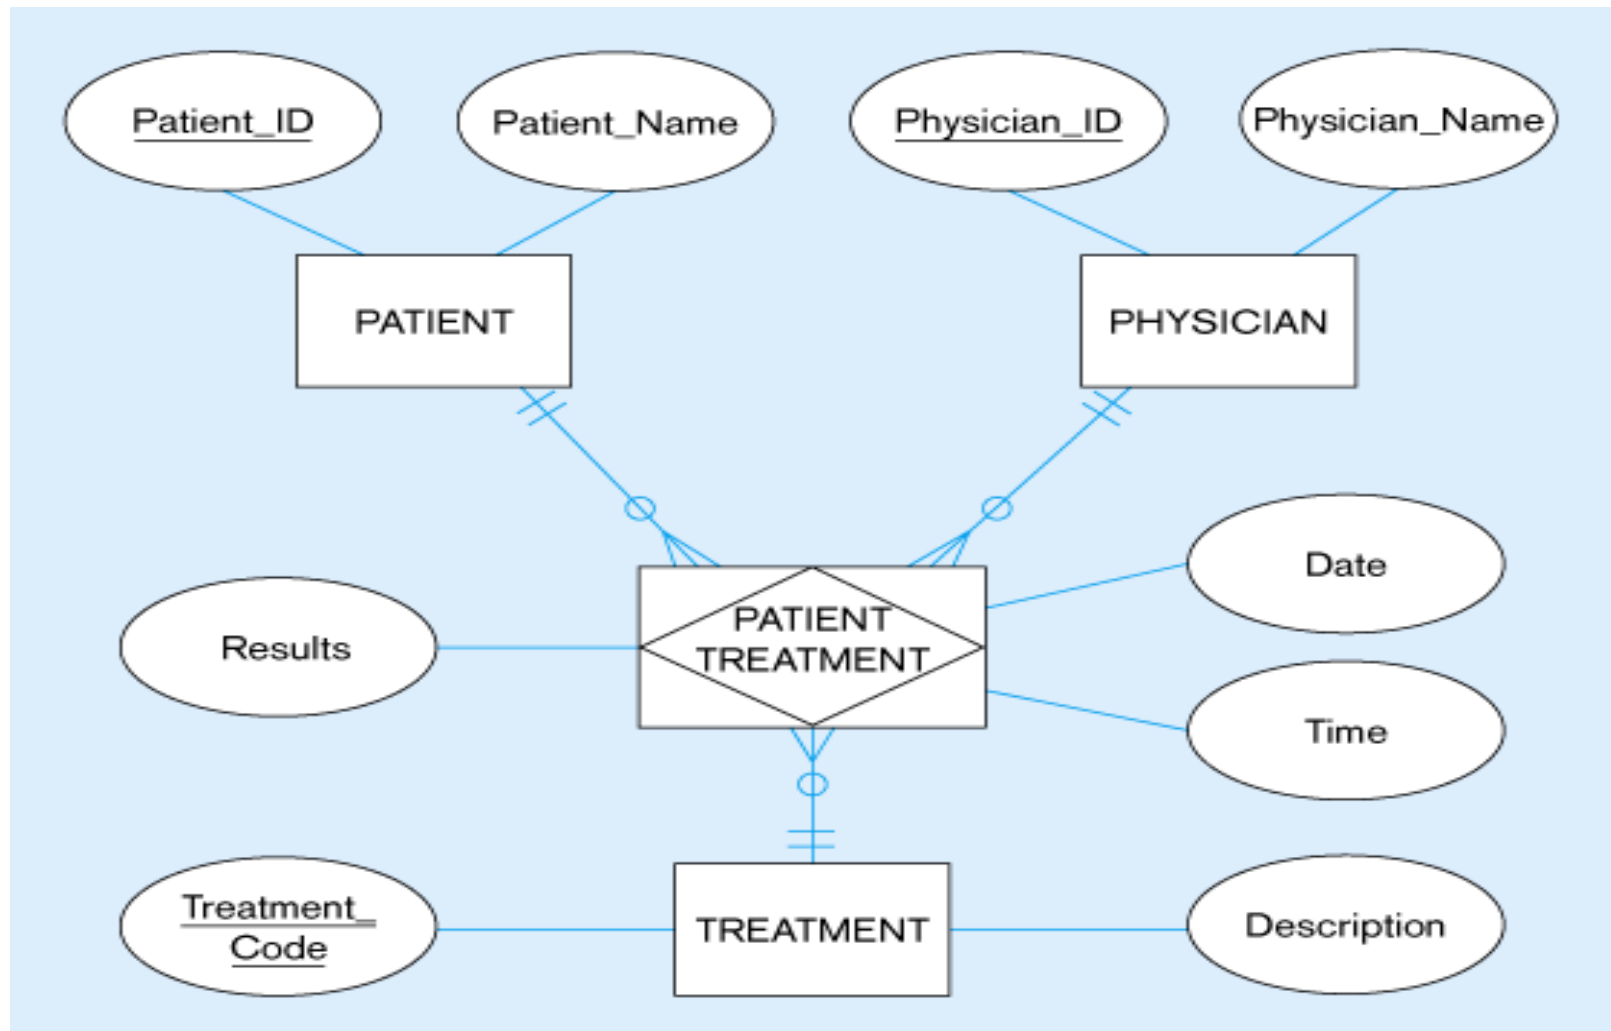 Patient_ID
Patient_Name
Physician_ID
Physician_Name
PATIENT
PHYSICIAN
Date
PATIENT
TREATMENT
Results
Time
Treatment_
Code
TREATMENT
Description